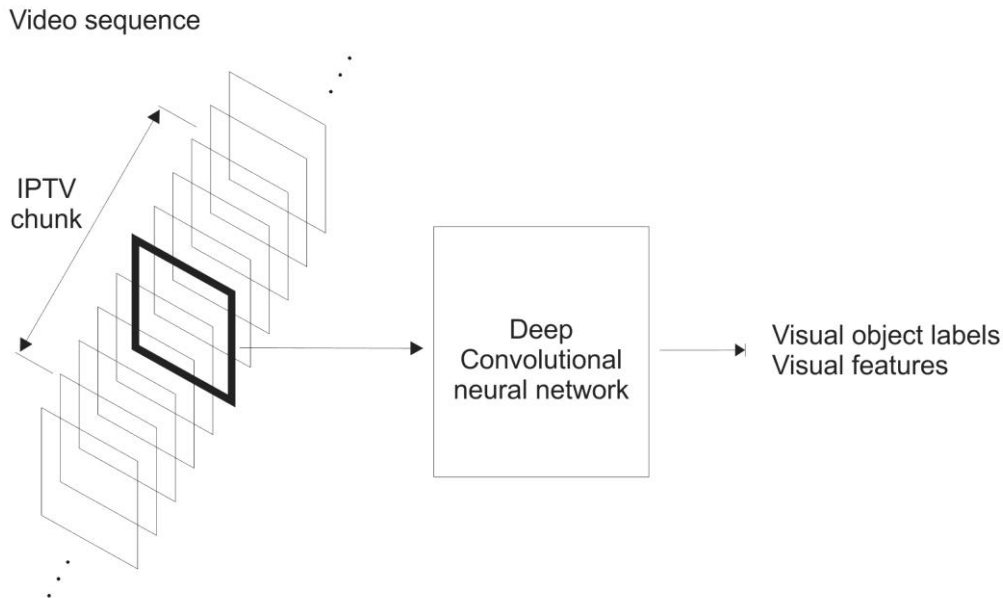 Video sequence
IPTV
chunk
Deep
Convolutional
neural network
Visual object labels
Visual features